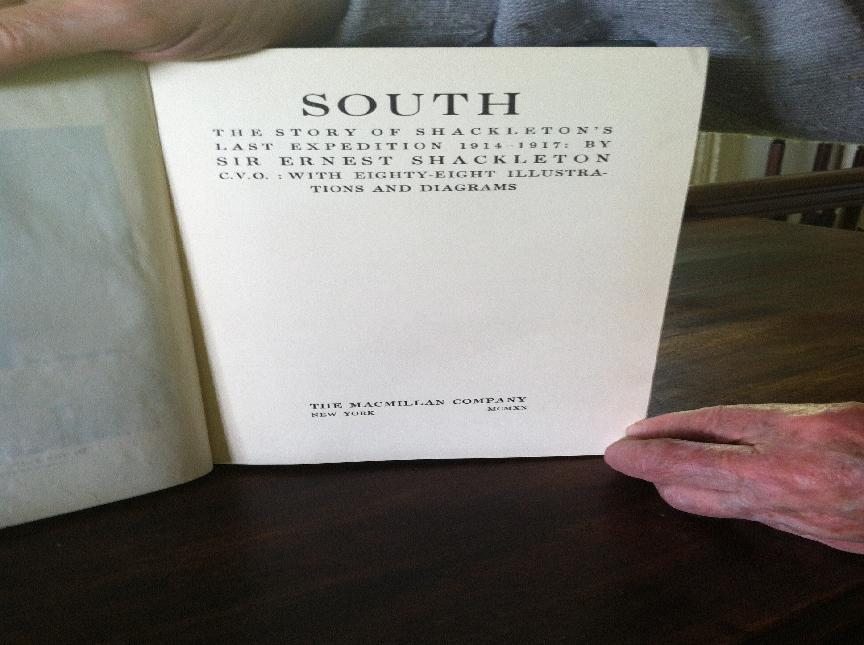 SOUTH
THE STORY OF SHACKLETON'S
LAST EXPEDITION 1914-1917: BY
SIR ERNEST SHACKLETON
C.V.O. : WITH EIGHTY-EIGHT ILLUSTRA-
TIONS AND DIAGRAMS
THE MACMILLAN COMPANY
NEW YORK MCMXX